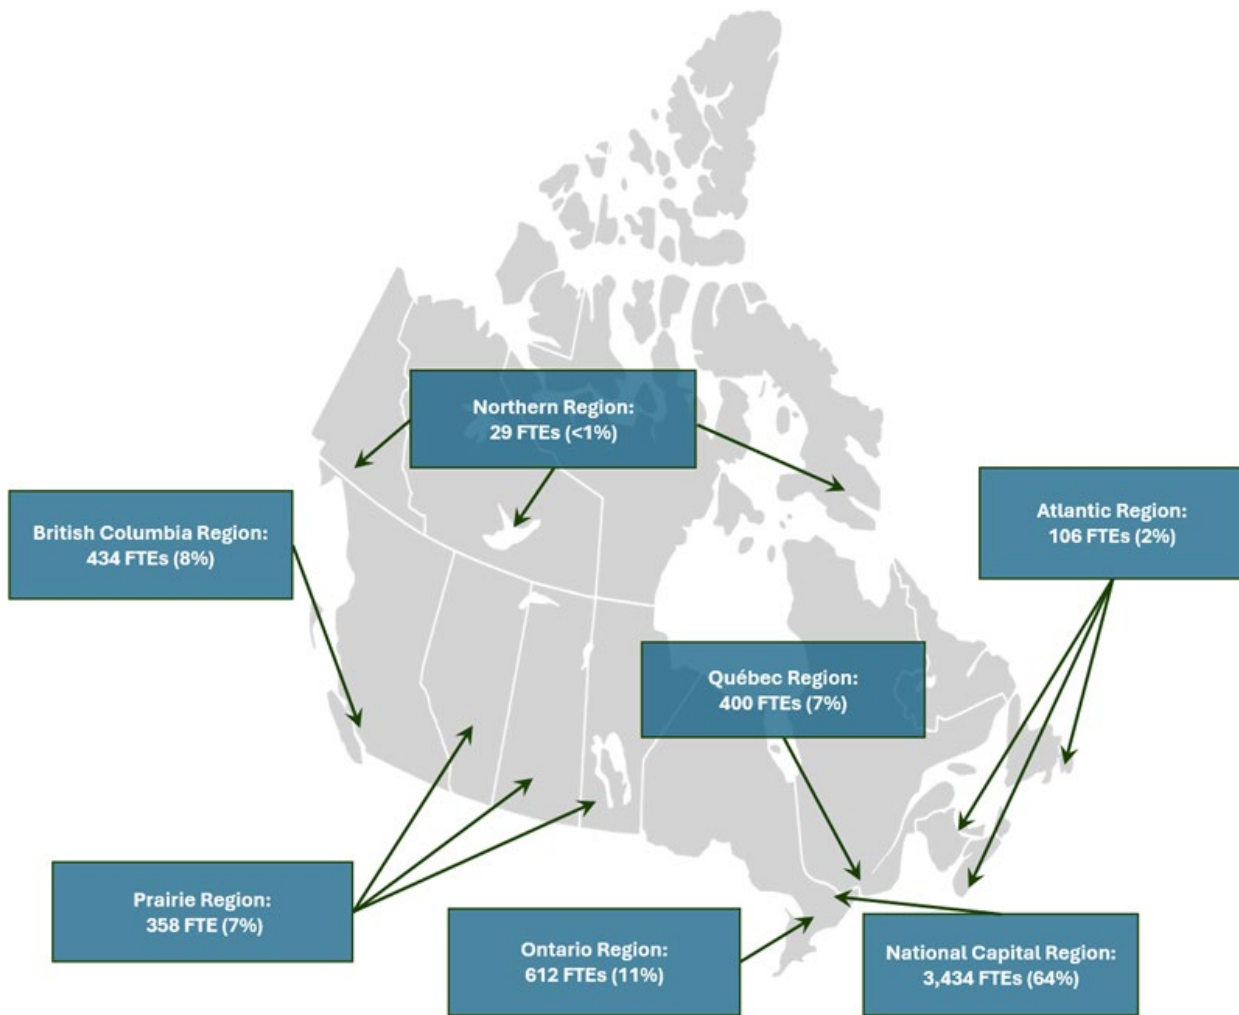 Northern Region:
29 FTEs (<1%)
British Columbia Region:
434 FTEs (8%)
Atlantic Region:
106 FTEs (2%)
Québec Region:
400 FTEs (7%)
Prairie Region:
358 FTE (7%)
Ontario Region:
612 FTEs (11%)
National Capital Region:
3,434 FTEs (64%)